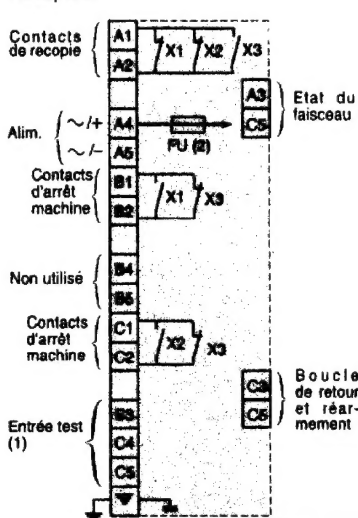 Contacts
de recopie
A1
A2
X1
X2
X3
A3
C5
Etat du
faisceau
Alim.
~/+
~/–
A4
A5
FU (2)
Contacts
d'arrêt
machine
B1
B2
X1
X3
Non utilisé
B4
B5
Contacts
d'arrêt
machine
C1
C2
X2
X3
C3
C5
Boucle
de retour
et réar-
mement
Entrée test
(1)
B3
C4
C5